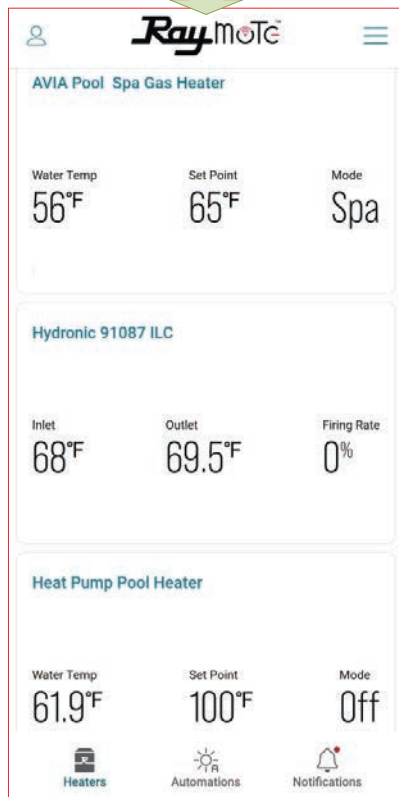 Ray MOTE™
AVIA Pool Spa Gas Heater
Water Temp Set Point Mode
56°F 65°F Spa
Hydronic 91087 ILC
Inlet Outlet Firing Rate
68°F 69.5°F 0%
Heat Pump Pool Heater
Water Temp Set Point Mode
61.9°F 100°F Off
A
Heaters Automations Notifications